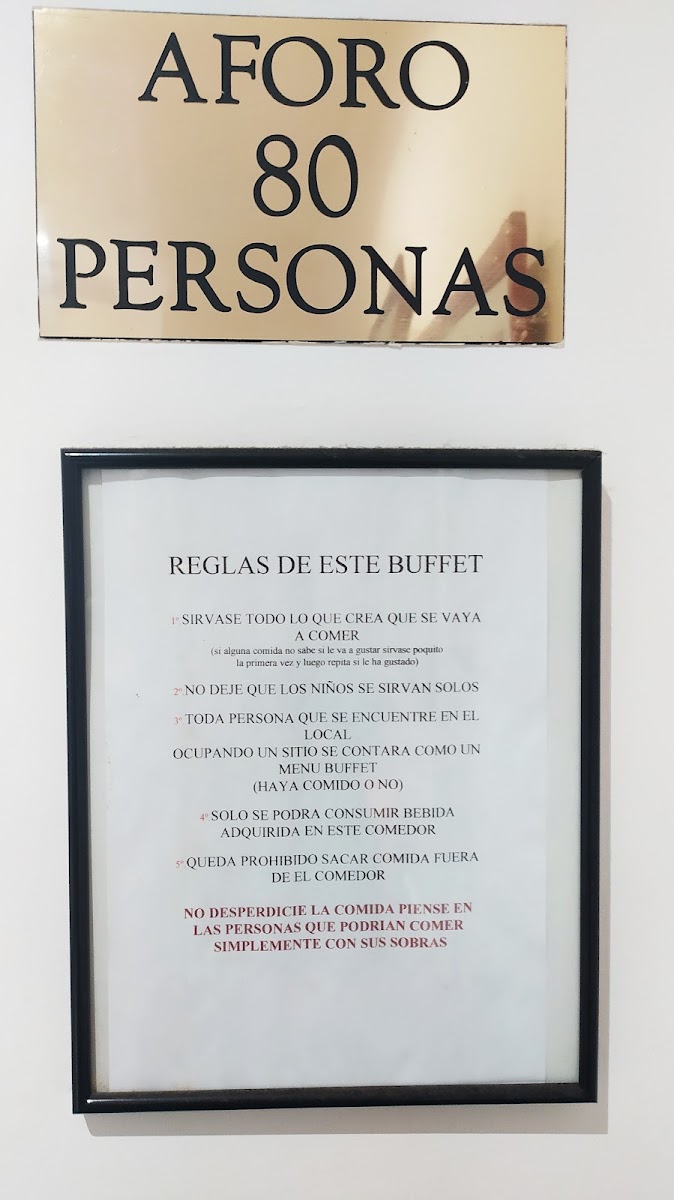 AFORO
80
PERSONAS
REGLAS DE ESTE BUFFET
1º SIRVASE TODO LO QUE CREA QUE SE VAYA
A COMER
(si alguna comida no sabe si le va a gustar sirvase poquito
la primera vez y luego repita si le ha gustado)
2º NO DEJE QUE LOS NIÑOS SE SIRVAN SOLOS
3º TODA PERSONA QUE SE ENCUENTRE EN EL
LOCAL
OCUPANDO UN SITIO SE CONTARA COMO UN
MENU BUFFET
(HAYA COMIDO O NO)
4º SOLO SE PODRA CONSUMIR BEBIDA
ADQUIRIDA EN ESTE COMEDOR
5º QUEDA PROHIBIDO SACAR COMIDA FUERA
DE EL COMEDOR
NO DESPERDICIE LA COMIDA PIENSE EN
LAS PERSONAS QUE PODRIAN COMER
SIMPLEMENTE CON SUS SOBRAS